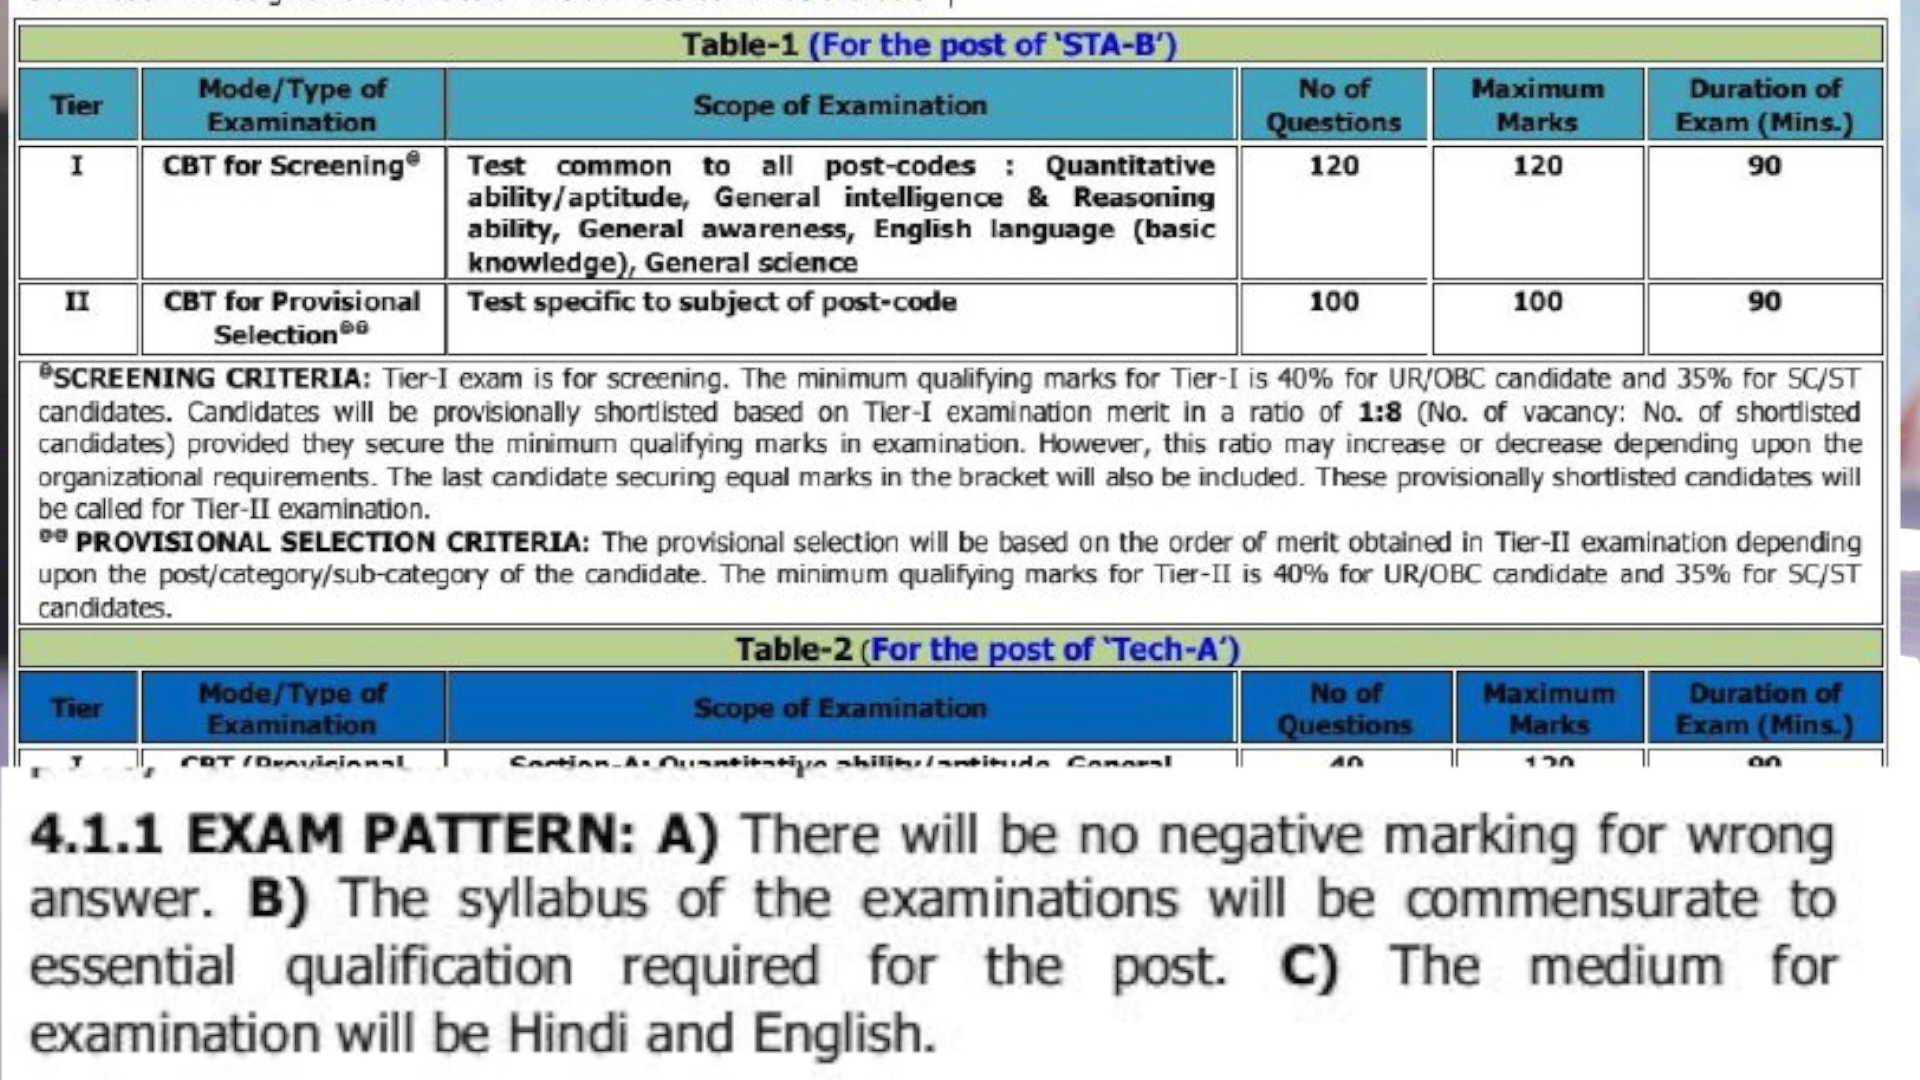 Table-1 (For the post of ‘STA-B’)
Tier
Mode/Type of
Examination
Scope of Examination
No of
Questions
Maximum
Marks
Duration of
Exam (Mins.)
I
CBT for Screening@
Test common to all post-codes : Quantitative
ability/aptitude, General intelligence & Reasoning
ability, General awareness, English language (basic
knowledge), General science
120
120
90
II
CBT for Provisional
Selection@@
Test specific to subject of post-code
100
100
90
@SCREENING CRITERIA: Tier-I exam is for screening. The minimum qualifying marks for Tier-I is 40% for UR/OBC candidate and 35% for SC/ST
candidates. Candidates will be provisionally shortlisted based on Tier-I examination merit in a ratio of 1:8 (No. of vacancy: No. of shortlisted
candidates) provided they secure the minimum qualifying marks in examination. However, this ratio may increase or decrease depending upon the
organizational requirements. The last candidate securing equal marks in the bracket will also be included. These provisionally shortlisted candidates will
be called for Tier-II examination.
@@ PROVISIONAL SELECTION CRITERIA: The provisional selection will be based on the order of merit obtained in Tier-II examination depending
upon the post/category/sub-category of the candidate. The minimum qualifying marks for Tier-II is 40% for UR/OBC candidate and 35% for SC/ST
candidates.
Table-2 (For the post of ‘Tech-A’)
Tier
Mode/Type of
Examination
Scope of Examination
No of
Questions
Maximum
Marks
Duration of
Exam (Mins.)
I
CBT (Provisional
Section-A: Quantitative ability/aptitude, General
40
120
90
4.1.1 EXAM PATTERN: A) There will be no negative marking for wrong
answer. B) The syllabus of the examinations will be commensurate to
essential qualification required for the post. C) The medium for
examination will be Hindi and English.